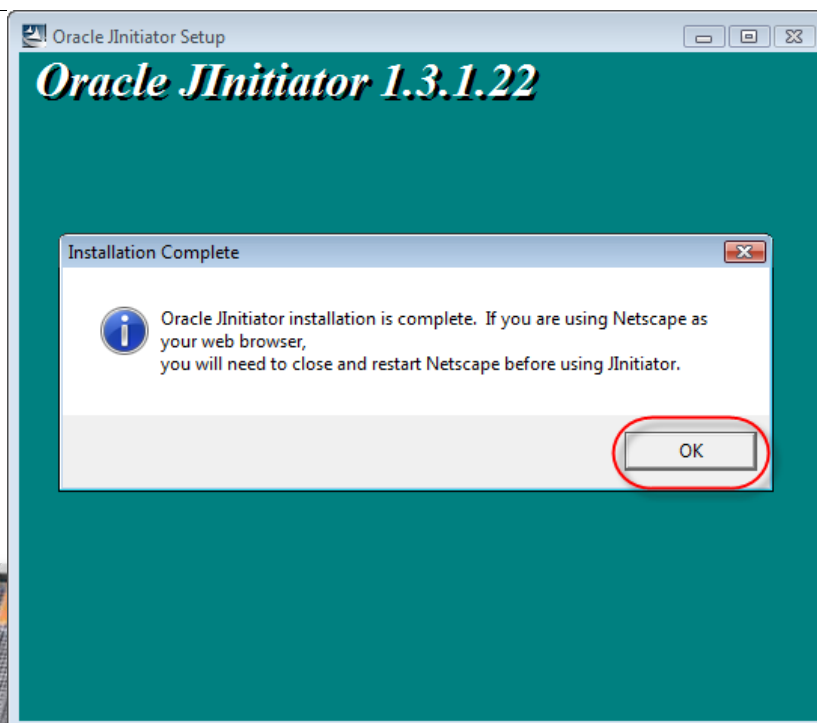 Oracle JInitiator Setup
Oracle JInitiator 1.3.1.22
Installation Complete
Oracle JInitiator installation is complete.  If you are using Netscape as
your web browser,
you will need to close and restart Netscape before using JInitiator.
OK